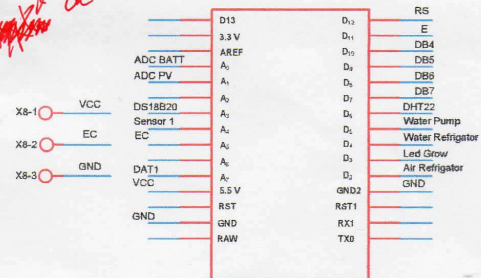 RS
D13 D12
E
3.3 V D11
DB4
AREF D10
ADC BATT DB5
A0 D9
ADC PV DB6
A1 D8
DB7
A2 D7
DS18B20 DHT22
A3 D6
Sensor 1 Water Pump
A4 D5
EC Water Refrigator
A5 D4
Led Grow
A6 D3
DAT1 Air Refrigator
A7 D2
VCC GND
5.5 V GND2
RST RST1
GND
GND RX1
RAW TX0
X8-1 VCC
X8-2 EC
X8-3 GND